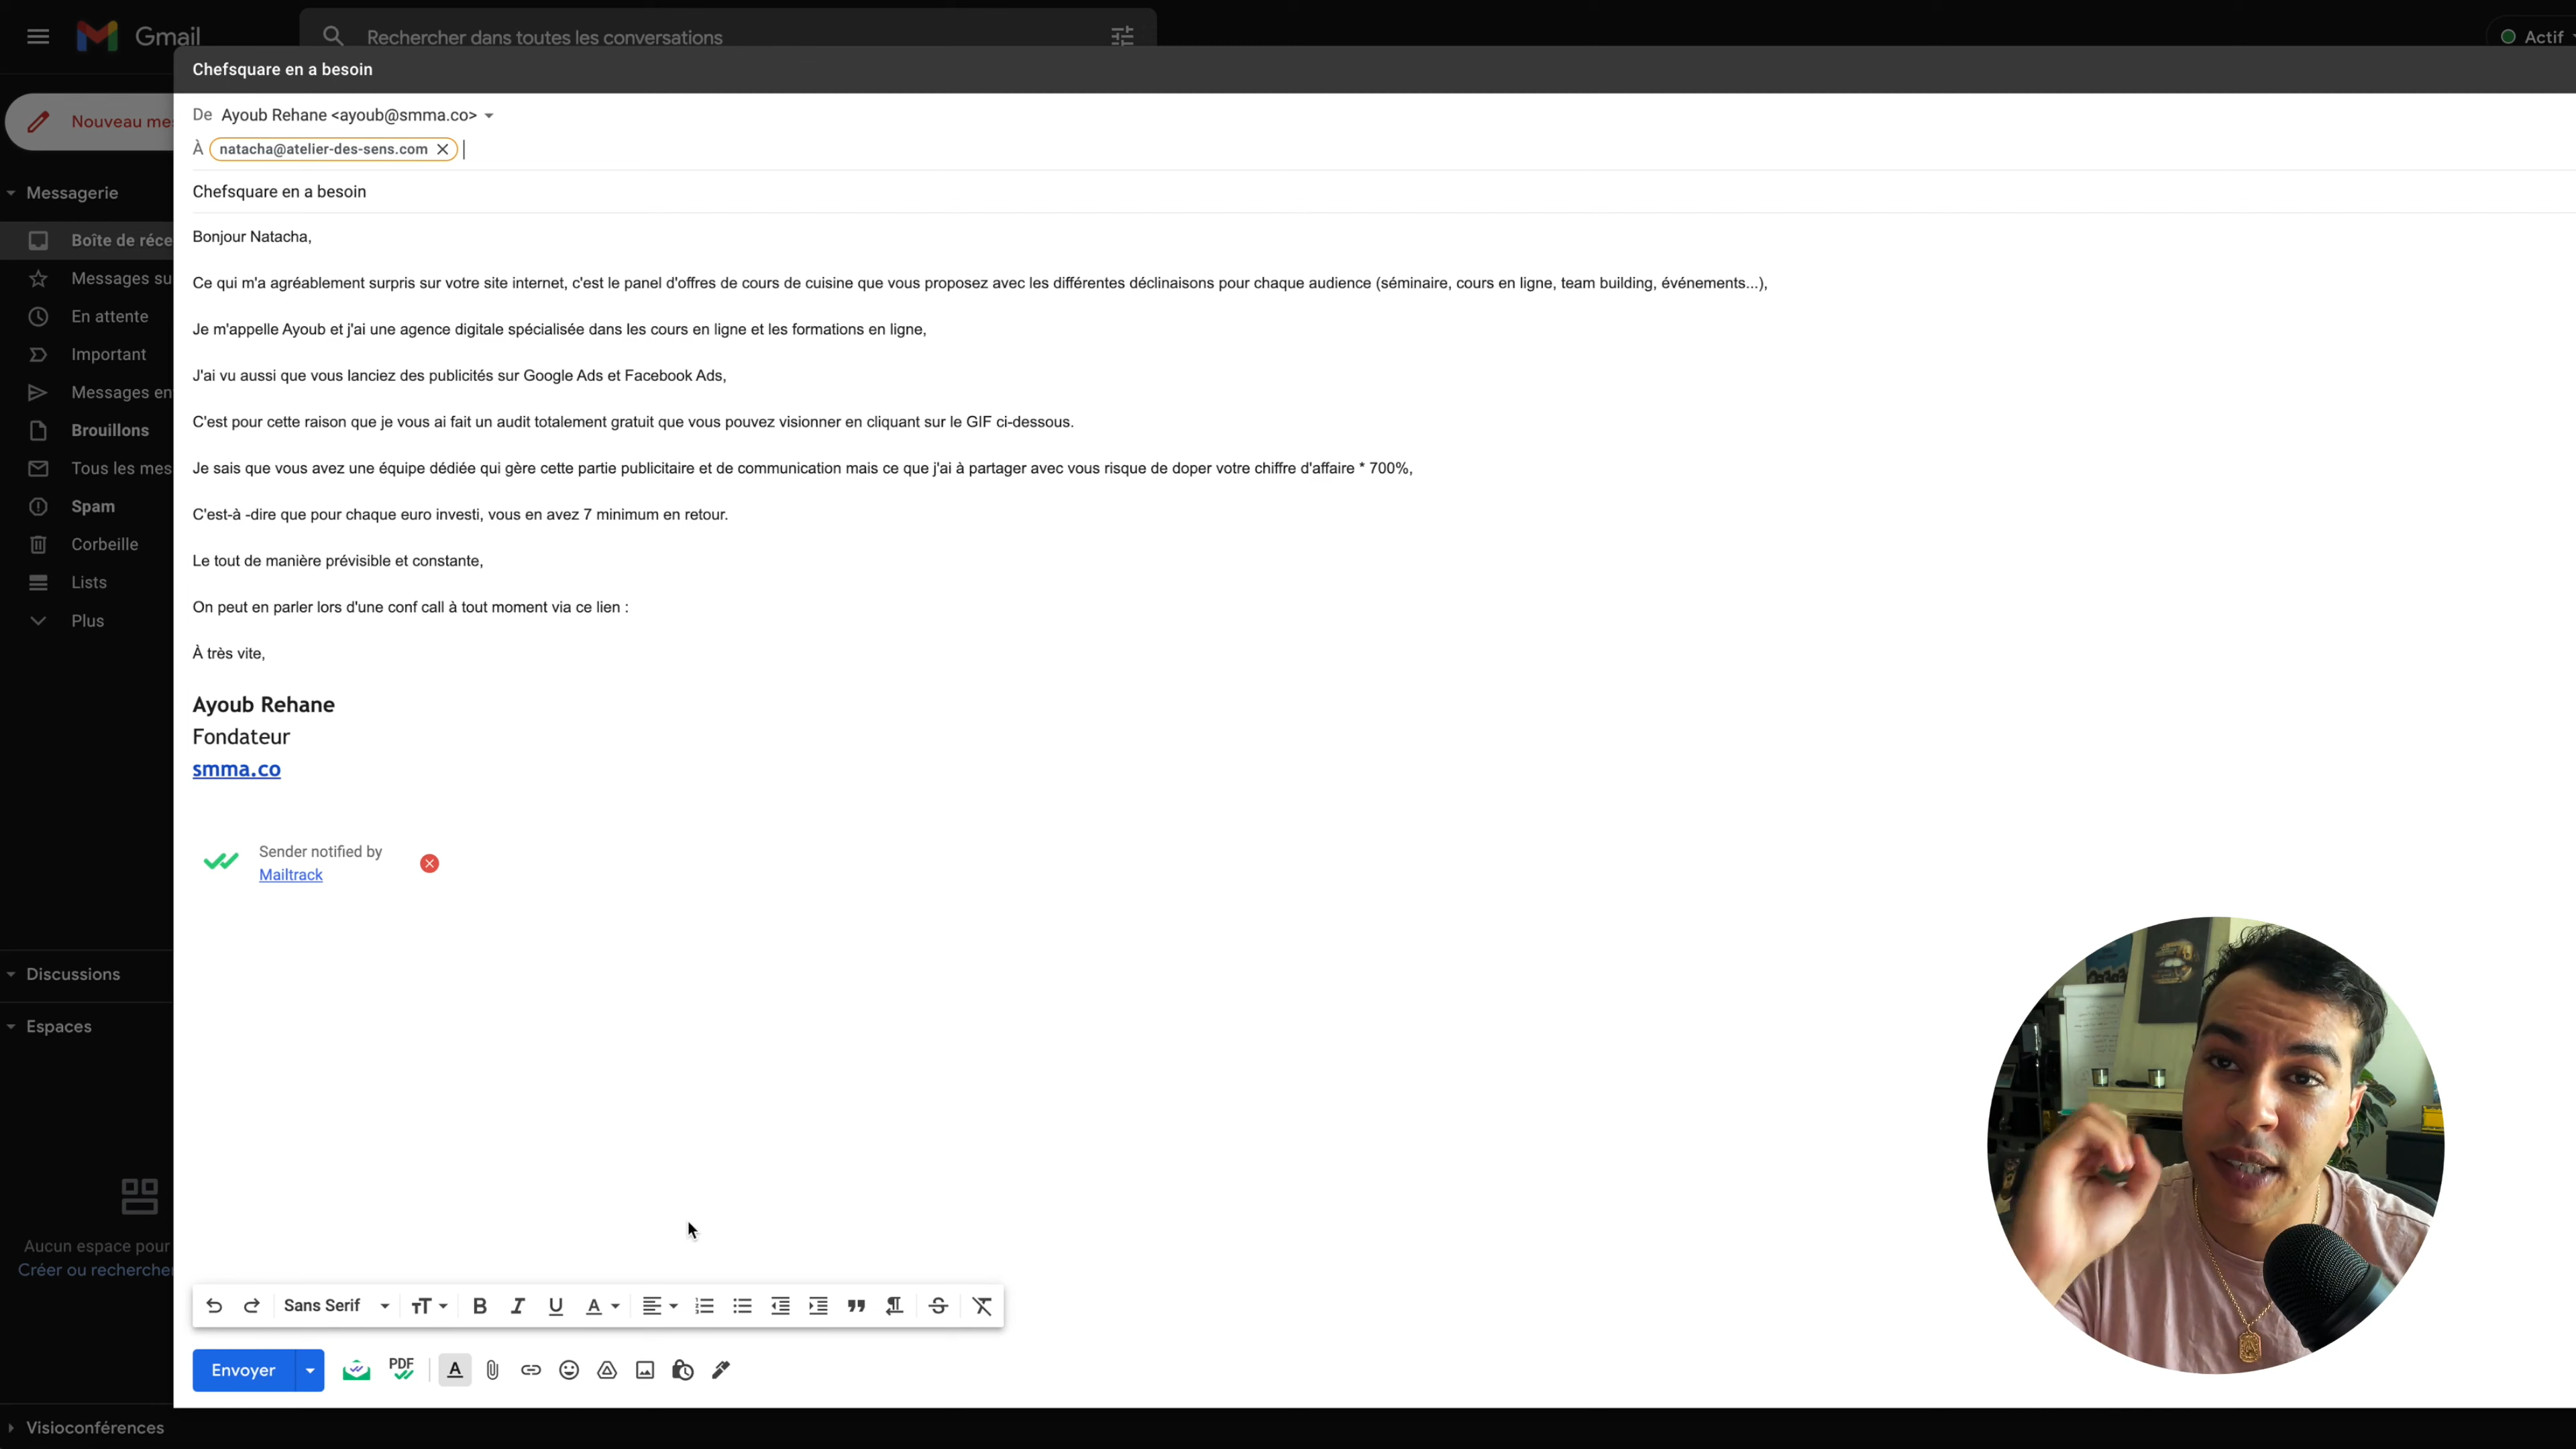 Gmail
Rechercher dans toutes les conversations
Actif
Chefsquare en a besoin
Nouveau mes
De Ayoub Rehane <ayoub@smma.co>
À natacha@atelier-des-sens.com
Chefsquare en a besoin
Messagerie
Boîte de réce
Messages su
En attente
Important
Messages en
Brouillons
Tous les mes
Spam
Corbeille
Lists
Plus
Bonjour Natacha,
Ce qui m'a agréablement surpris sur votre site internet, c'est le panel d'offres de cours de cuisine que vous proposez avec les différentes déclinaisons pour chaque audience (séminaire, cours en ligne, team building, événements...),
Je m'appelle Ayoub et j'ai une agence digitale spécialisée dans les cours en ligne et les formations en ligne,
J'ai vu aussi que vous lanciez des publicités sur Google Ads et Facebook Ads,
C'est pour cette raison que je vous ai fait un audit totalement gratuit que vous pouvez visionner en cliquant sur le GIF ci-dessous.
Je sais que vous avez une équipe dédiée qui gère cette partie publicitaire et de communication mais ce que j'ai à partager avec vous risque de doper votre chiffre d'affaire * 700%,
C'est-à -dire que pour chaque euro investi, vous en avez 7 minimum en retour.
Le tout de manière prévisible et constante,
On peut en parler lors d'une conf call à tout moment via ce lien :
À très vite,
Ayoub Rehane
Fondateur
smma.co
Sender notified by
Mailtrack
Discussions
Espaces
Aucun espace pour
Créer ou rechercher
Sans Serif
Envoyer
PDF
Visioconférences